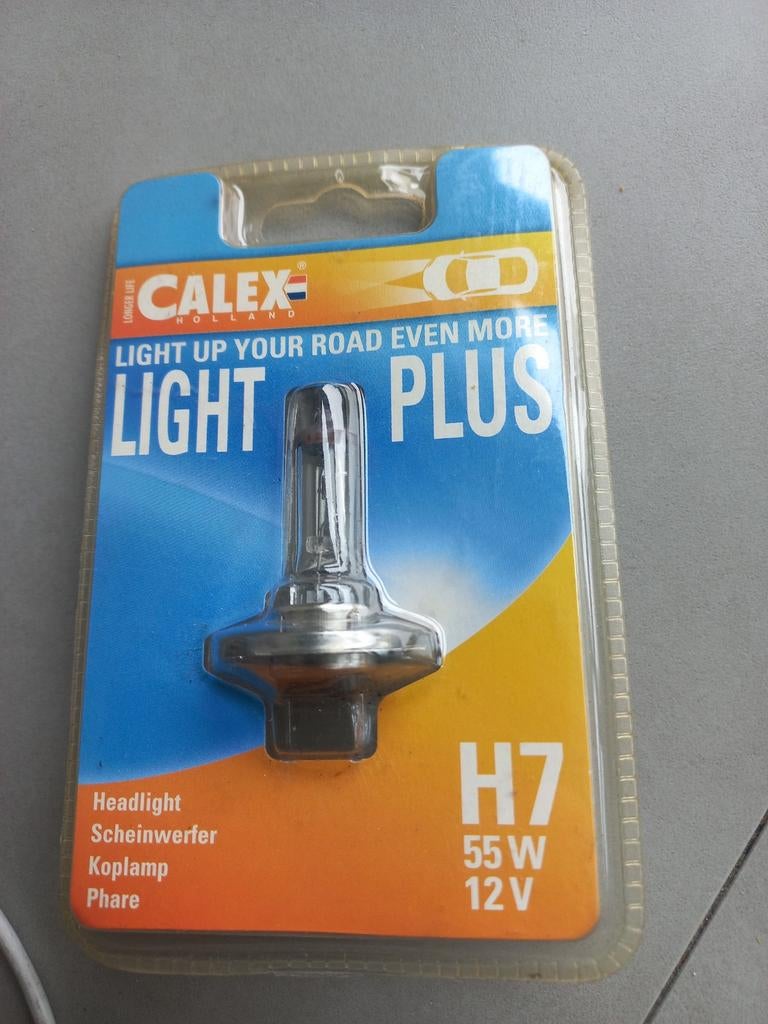 LONGER LIFE
CALEX®
HOLLAND
LIGHT UP YOUR ROAD EVEN MORE
LIGHT PLUS
H7
55 W
12 V
Headlight
Scheinwerfer
Koplamp
Phare